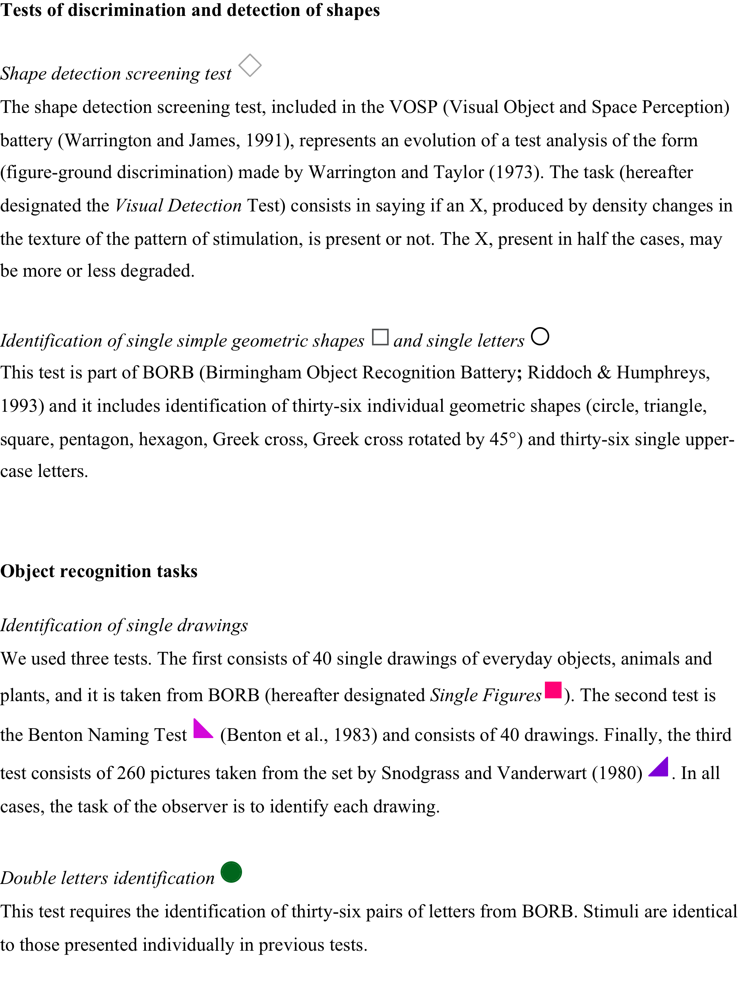 Tests of discrimination and detection of shapes
Shape detection screening test
The shape detection screening test, included in the VOSP (Visual Object and Space Perception)
battery (Warrington and James, 1991), represents an evolution of a test analysis of the form
(figure-ground discrimination) made by Warrington and Taylor (1973). The task (hereafter
designated the Visual Detection Test) consists in saying if an X, produced by density changes in
the texture of the pattern of stimulation, is present or not. The X, present in half the cases, may
be more or less degraded.
Identification of single simple geometric shapes and single letters
This test is part of BORB (Birmingham Object Recognition Battery; Riddoch & Humphreys,
1993) and it includes identification of thirty-six individual geometric shapes (circle, triangle,
square, pentagon, hexagon, Greek cross, Greek cross rotated by 45°) and thirty-six single upper-
case letters.
Object recognition tasks
Identification of single drawings
We used three tests. The first consists of 40 single drawings of everyday objects, animals and
plants, and it is taken from BORB (hereafter designated Single Figures ). The second test is
the Benton Naming Test (Benton et al., 1983) and consists of 40 drawings. Finally, the third
test consists of 260 pictures taken from the set by Snodgrass and Vanderwart (1980) . In all
cases, the task of the observer is to identify each drawing.
Double letters identification
This test requires the identification of thirty-six pairs of letters from BORB. Stimuli are identical
to those presented individually in previous tests.